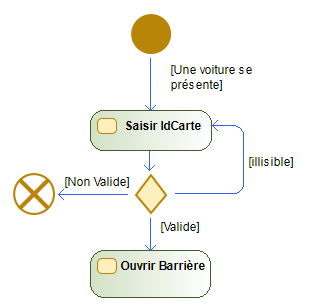 [Une voiture se
présente]
Saisir IdCarte
[illisible]
[Non Valide]
[Valide]
Ouvrir Barrière